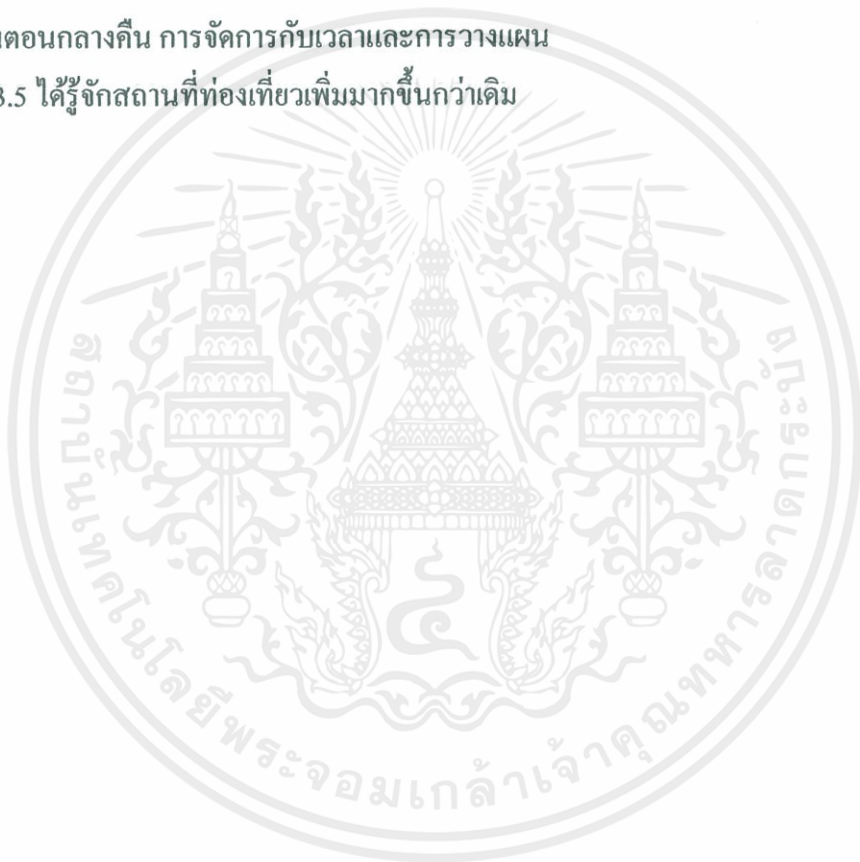 นตอนกลางคืน การจัดการกับเวลาและการวางแผน
3.5 ได้รู้จักสถานที่ท่องเที่ยวเพิ่มมากขึ้นกว่าเดิม
สถาบันเทคโนโลยีพระจอมเกล้าเจ้าคุณทหารลาดกระบัง